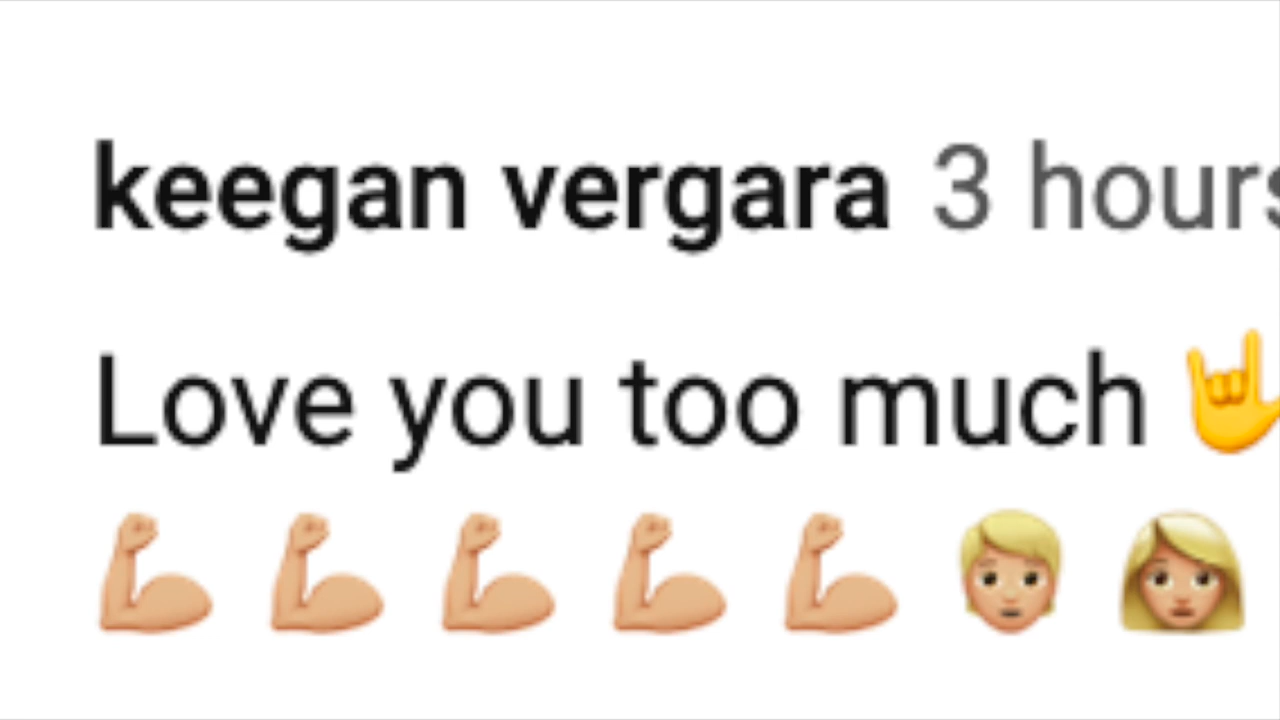 keegan vergara 3 hours
Love you too much 🤟
💪🏼 💪🏼 💪🏼 💪🏼 💪🏼 👱🏼 👱🏼‍♀️